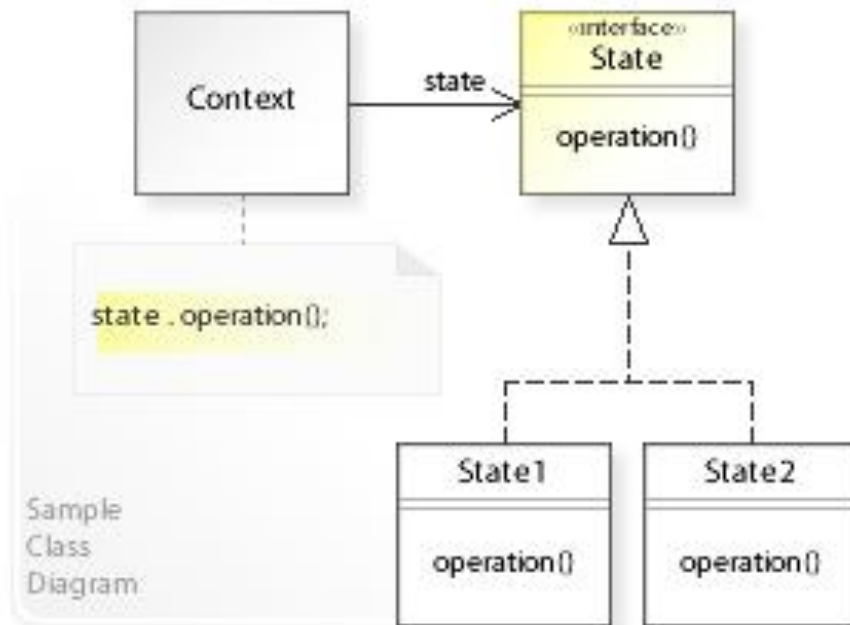 Context
state
«interface»
State
operation()
state . operation();
State1
operation()
State2
operation()
Sample
Class
Diagram